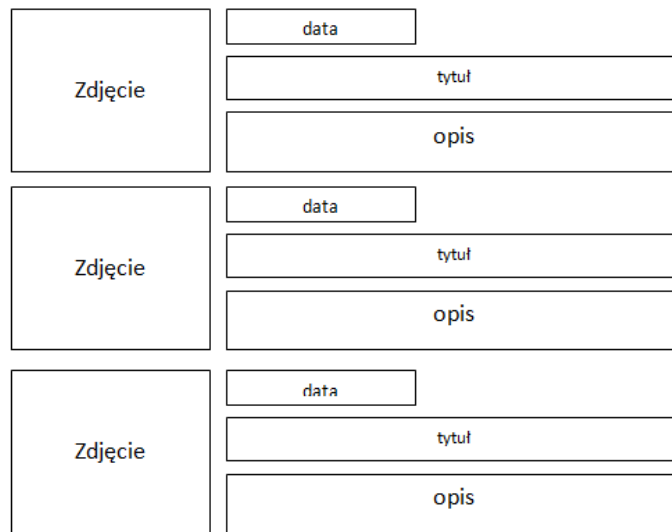 data
Zdjęcie
tytuł
opis
data
Zdjęcie
tytuł
opis
data
Zdjęcie
tytuł
opis